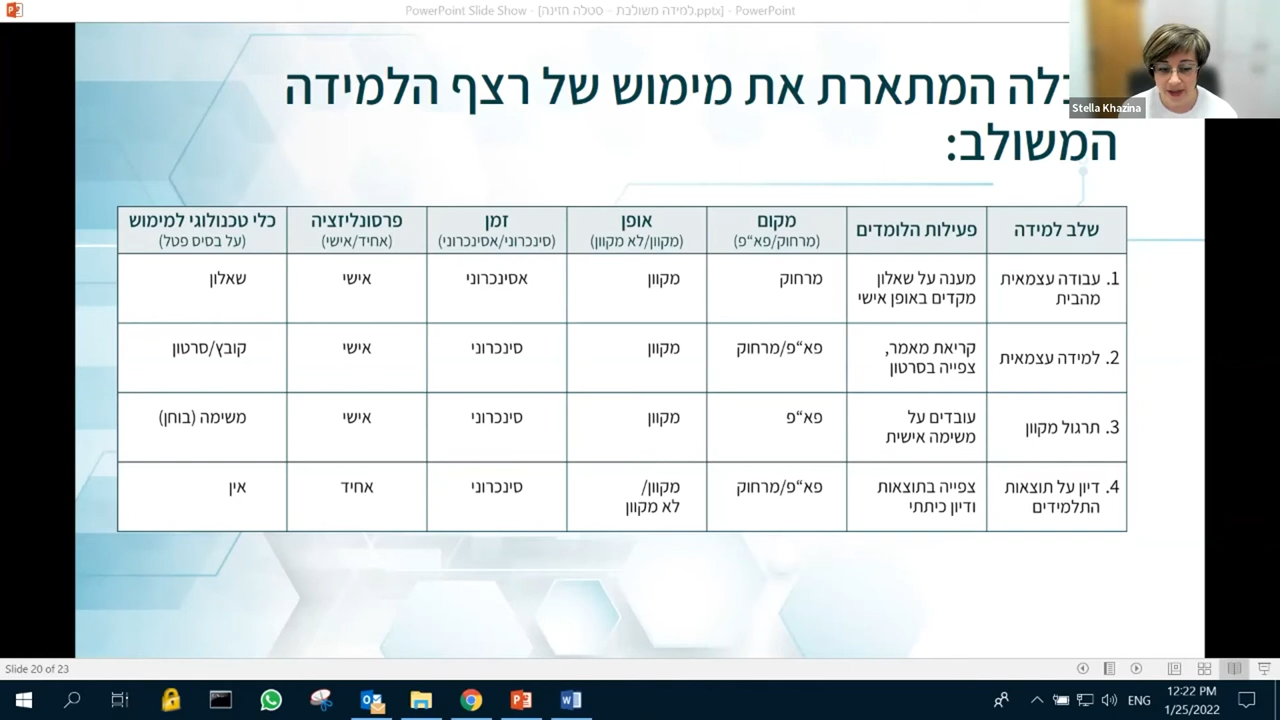 PowerPoint Slide Show - [למידה משולבת - סטלה חזינה.pptx] - PowerPoint
Stella Khazina
המתארת את מימוש של רצף הלמידה
המשולב:
שלב למידה
פעילות הלומדים
מקום
(מרחוק/פא"פ)
אופן
(מקוון/לא מקוון)
זמן
(סינכרוני/אסינכרוני)
פרסונליזציה
(אחיד/אישי)
כלי טכנולוגי למימוש
(על בסיס פטל)
1. עבודה עצמאית
מהבית
מענה על שאלון
מקדים באופן אישי
מרחוק
מקוון
אסינכרוני
אישי
שאלון
2. למידה עצמאית
קריאת מאמר,
צפייה בסרטון
פא"פ/מרחוק
מקוון
סינכרוני
אישי
קובץ/סרטון
3. תרגול מקוון
עובדים על
משימה אישית
פא"פ
מקוון
סינכרוני
אישי
משימה (בוחן)
4. דיון על תוצאות
התלמידים
צפייה בתוצאות
ודיון כיתתי
פא"פ/מרחוק
מקוון/
לא מקוון
סינכרוני
אחיד
אין
Slide 20 of 23
ENG
12:22 PM
1/25/2022